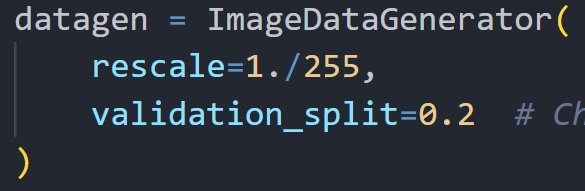 datagen = ImageDataGenerator(
rescale=1./255,
validation_split=0.2 # Ch
)